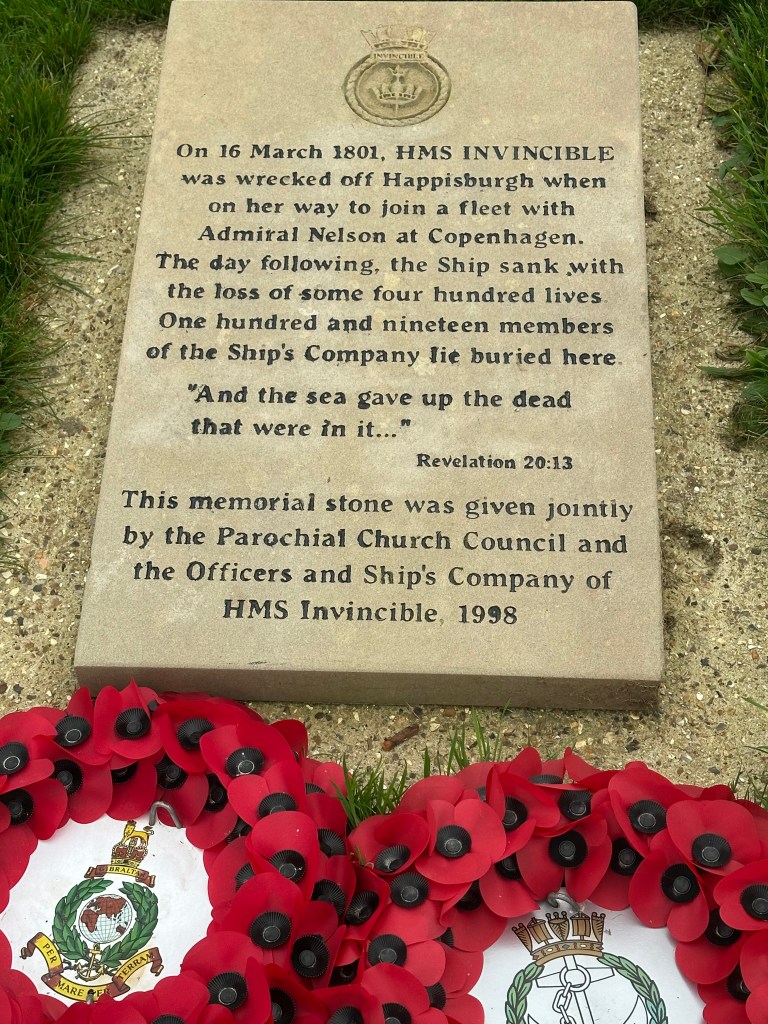 INVINCIBLE
On 16 March 1801, HMS INVINCIBLE
was wrecked off Happisburgh when
on her way to join a fleet with
Admiral Nelson at Copenhagen.
The day following, the Ship sank with
the loss of some four hundred lives.
One hundred and nineteen members
of the Ship's Company lie buried here.
"And the sea gave up the dead
that were in it..."
Revelation 20:13
This memorial stone was given jointly
by the Parochial Church Council and
the Officers and Ship's Company of
HMS Invincible, 1998
GIBRALTAR
PER MARE PER TERRAM